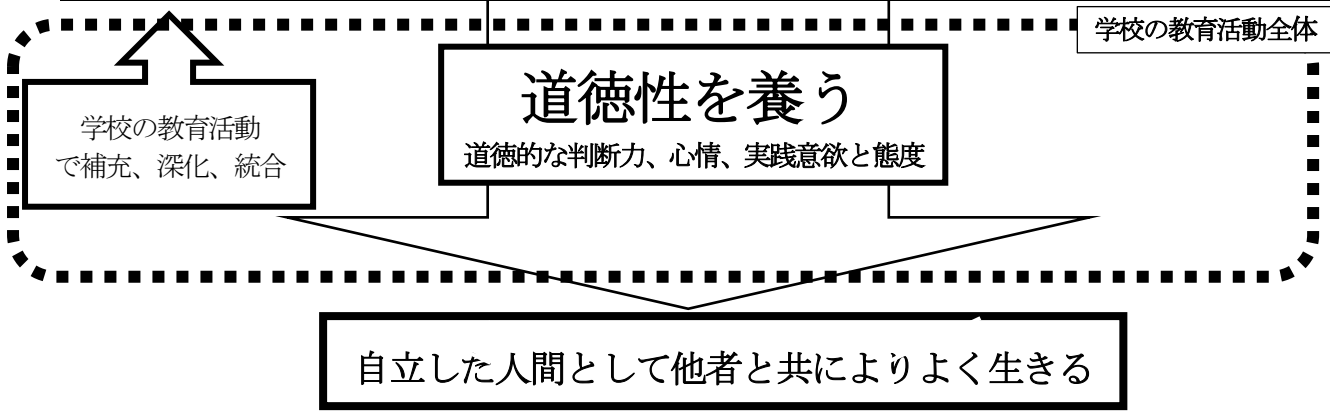 学校の教育活動全体
道徳性を養う
道徳的な判断力、心情、実践意欲と態度
学校の教育活動
で補充、深化、統合
自立した人間として他者と共によりよく生きる